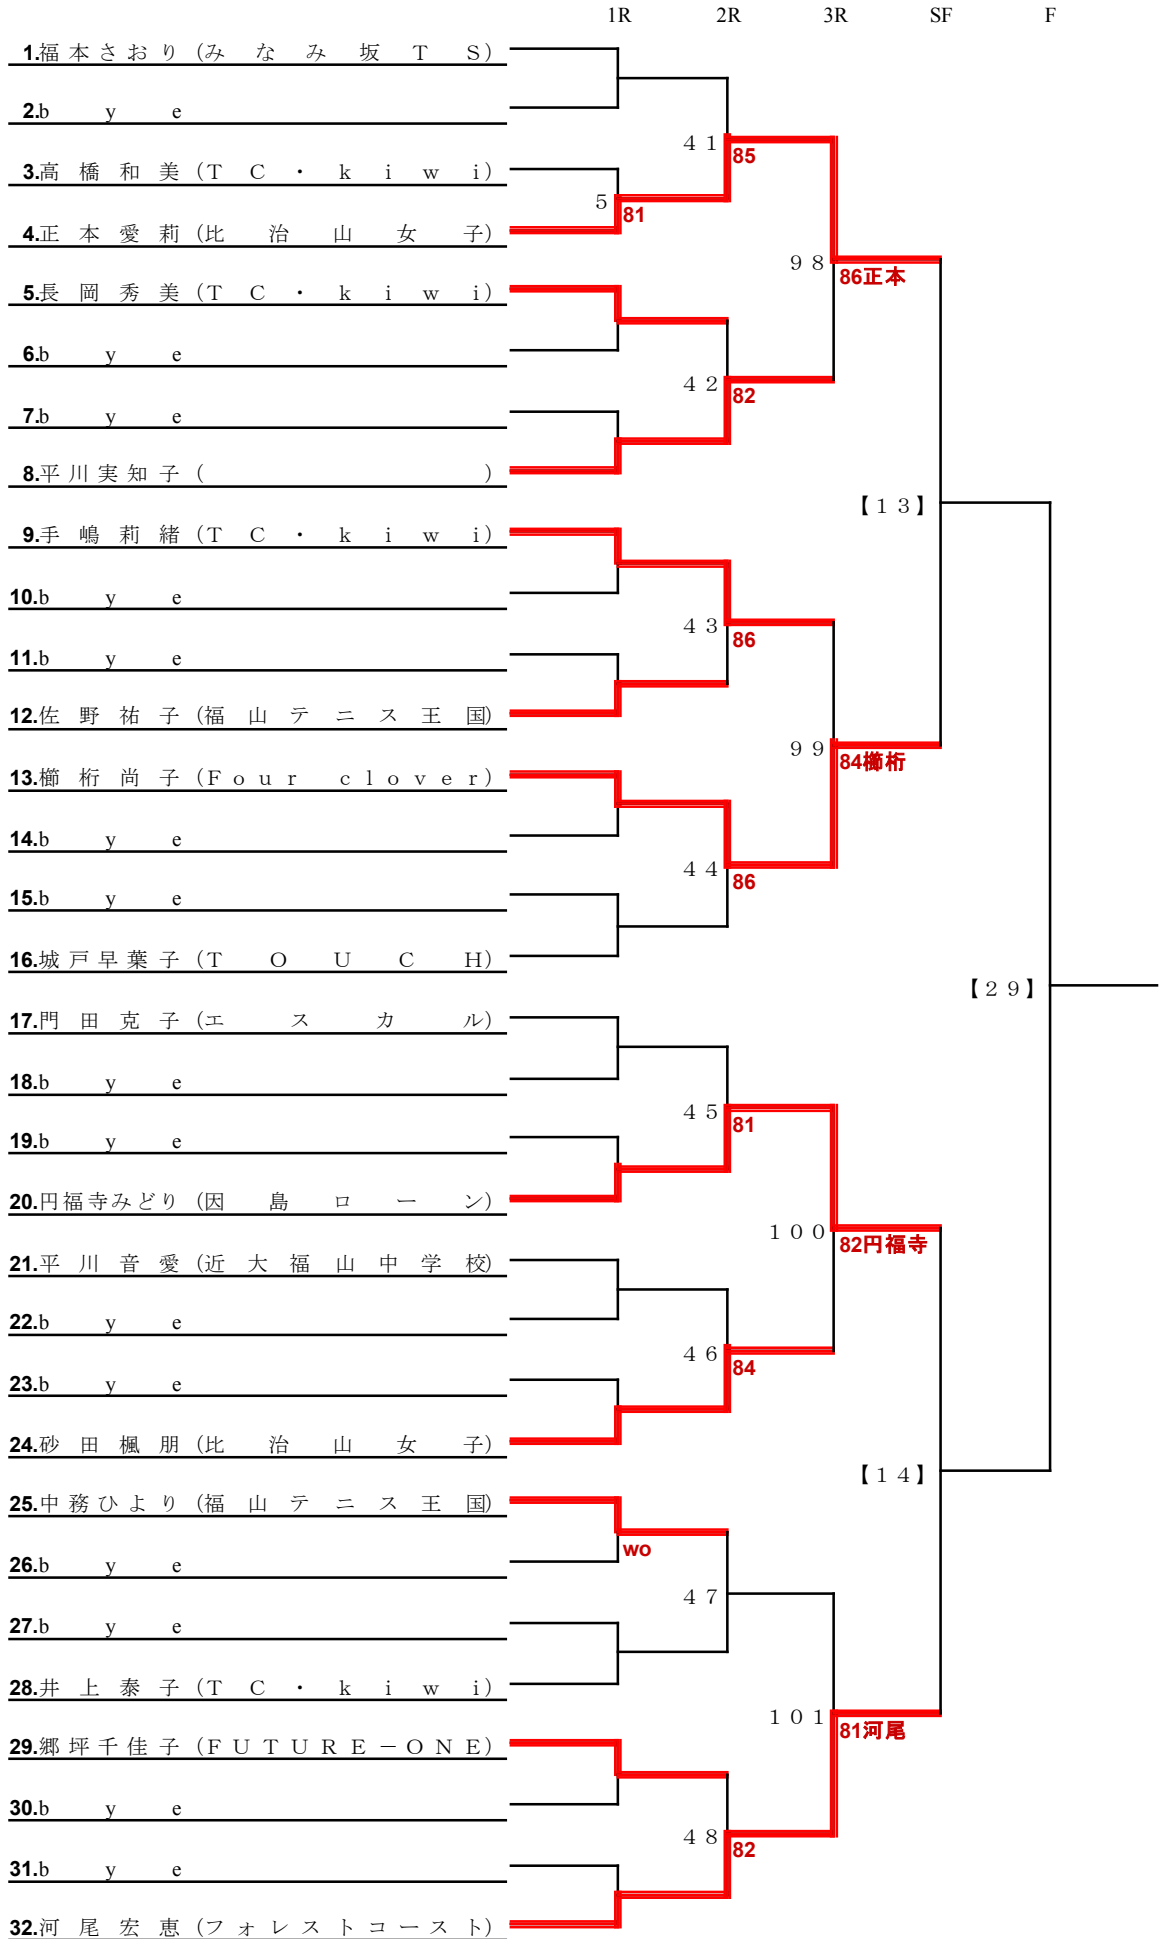 1R 2R 3R SF F
1.福本さおり(みなみ坂TS)
2.bye
41
85
3.高橋和美(TC・kiwi)
5
81
4.正本愛莉(比治山女子)
98
86正本
5.長岡秀美(TC・kiwi)
6.bye
42
82
7.bye
8.平川実知子( )
【13】
9.手嶋莉緒(TC・kiwi)
10.bye
43
86
11.bye
12.佐野祐子(福山テニス王国)
99
84櫛桁
13.櫛桁尚子(Four clover)
14.bye
44
86
15.bye
16.城戸早葉子(TOUCH)
【29】
17.門田克子(エスカル)
18.bye
45
81
19.bye
20.円福寺みどり(因島ローン)
100
82円福寺
21.平川音愛(近大福山中学校)
22.bye
46
84
23.bye
24.砂田楓朋(比治山女子)
【14】
25.中務ひより(福山テニス王国)
wo
26.bye
47
27.bye
28.井上泰子(TC・kiwi)
101
81河尾
29.郷坪千佳子(FUTURE－ONE)
30.bye
48
82
31.bye
32.河尾宏恵(フォレストコースト)